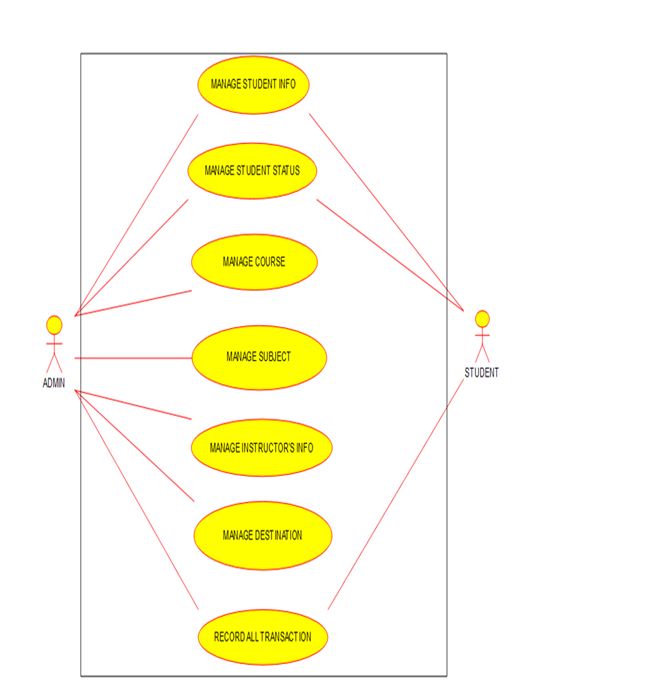 MANAGE STUDENT INFO
MANAGE STUDENT STATUS
MANAGE COURSE
MANAGE SUBJECT
STUDENT
ADMIN
MANAGE INSTRUCTOR'S INFO
MANAGE DESTINATION
RECORD ALL TRANSACTION